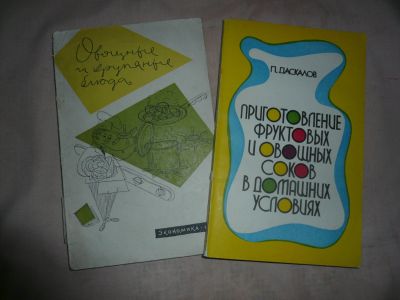 Овощные
и крупяные
блюда
ЭКОНОМИКА
П. ДАСКАЛОВ
ПРИГОТОВЛЕНИЕ
ФРУКТОВЫХ
И ОВОЩНЫХ
СОКОВ
В ДОМАШНИХ
УСЛОВИЯХ